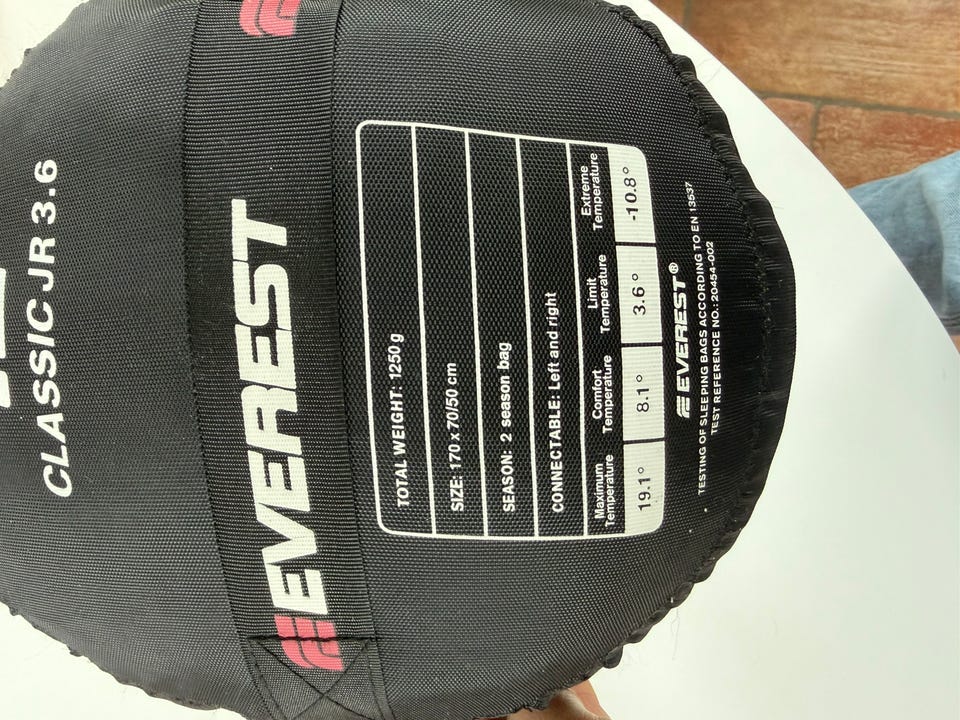 CLASSIC JR 3.6
EVEREST
TOTAL WEIGHT: 1250g
SIZE: 170 x 70/50 cm
SEASON: 2 season bag
CONNECTABLE: Left and right
Maximum Temperature
Comfort Temperature
Limit Temperature
Extreme Temperature
19.1° 8.1° 3.6° -10.8°
EVEREST®
TESTING OF SLEEPING BAGS ACCORDING TO EN 13537
TEST REFERENCE NO.: 20454-002